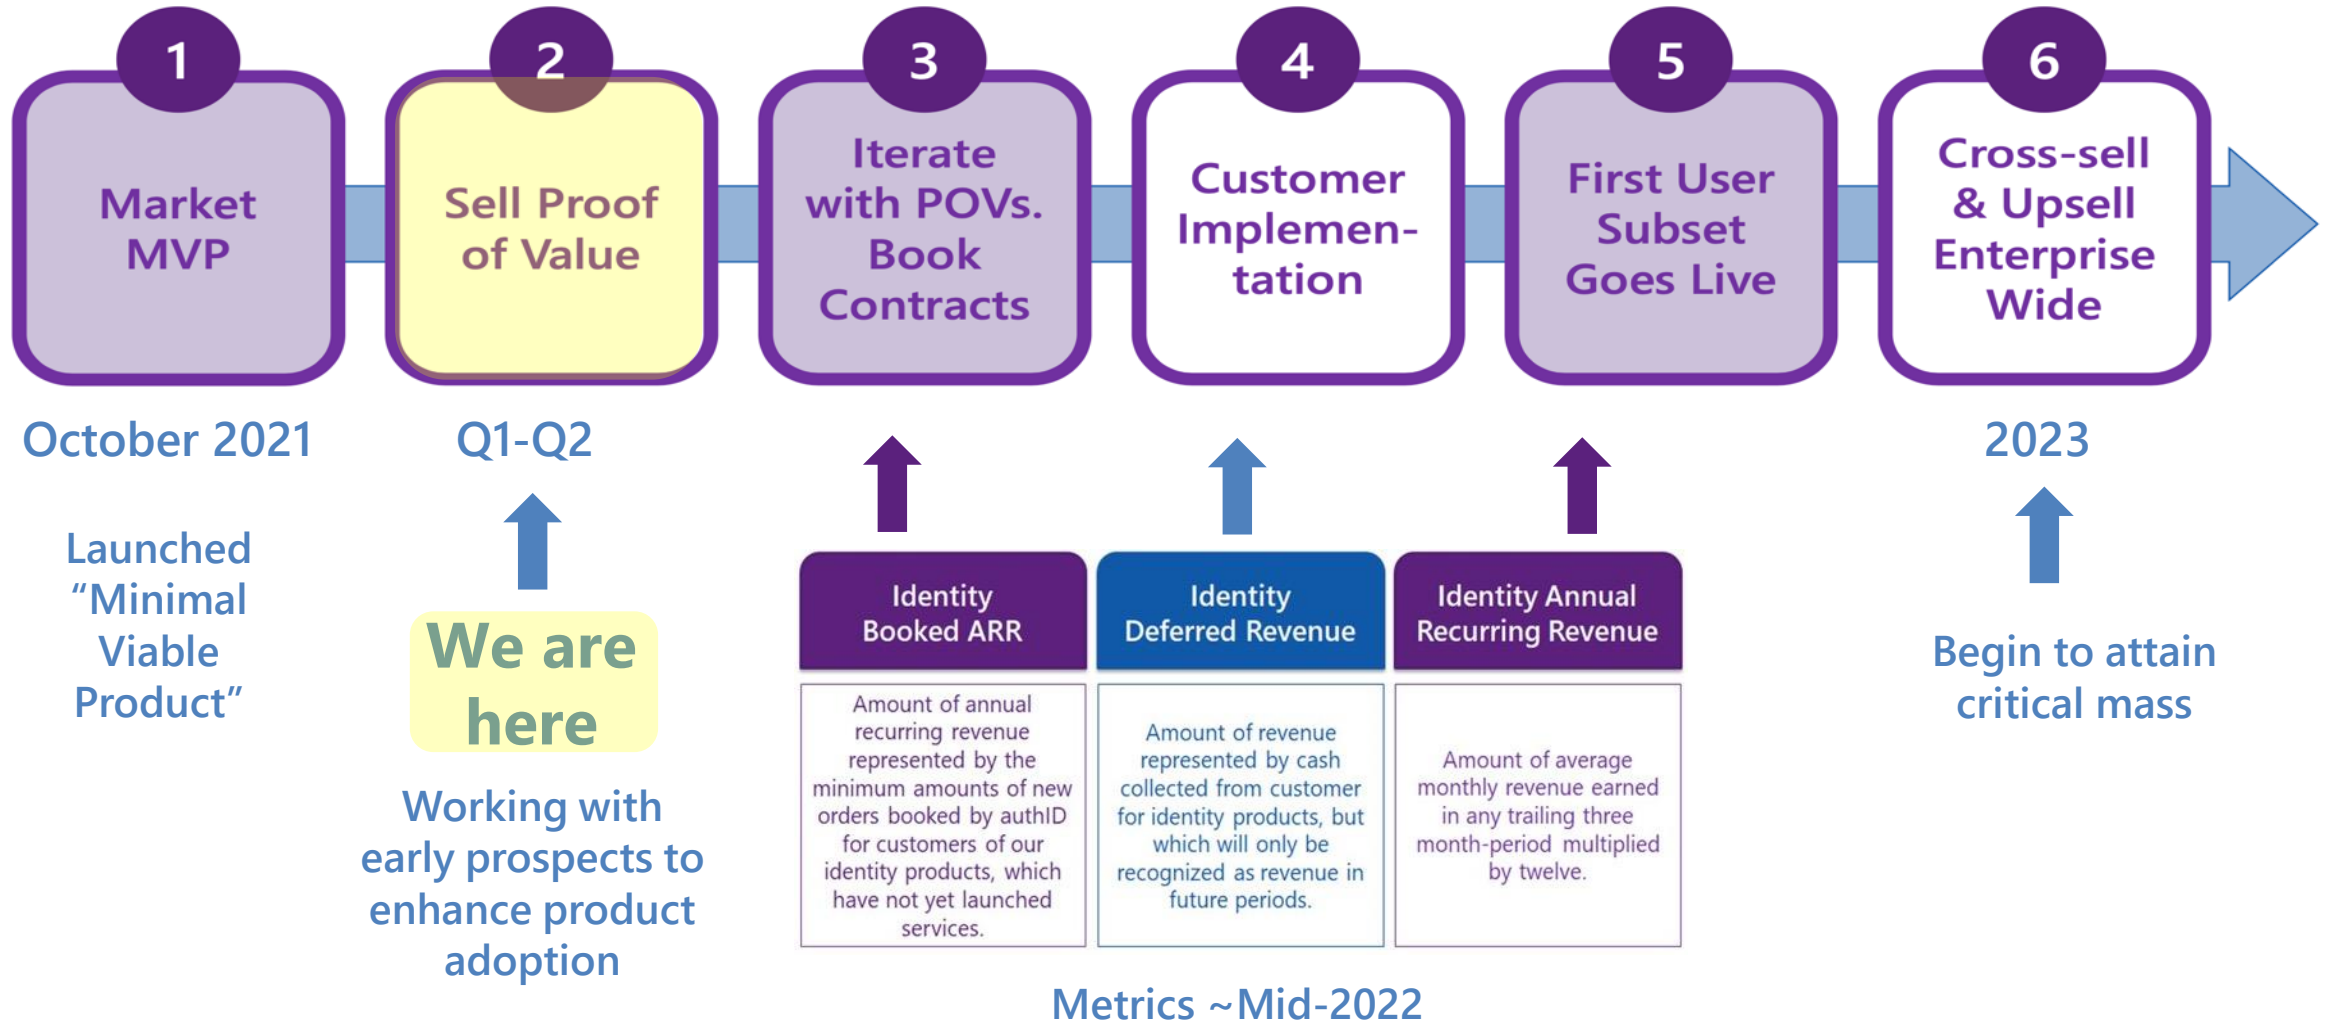 1
2
3
4
5
6
Market
MVP
Sell Proof
of Value
Iterate
with POVs.
Book
Contracts
Customer
Implemen-
tation
First User
Subset
Goes Live
Cross-sell
& Upsell
Enterprise
Wide
October 2021
Launched
“Minimal
Viable
Product”
Q1-Q2
We are
here
Working with
early prospects to
enhance product
adoption
Identity
Booked ARR
Amount of annual
recurring revenue
represented by the
minimum amounts of new
orders booked by authID
for customers of our
identity products, which
have not yet launched
services.
Identity
Deferred Revenue
Amount of revenue
represented by cash
collected from customer
for identity products, but
which will only be
recognized as revenue in
future periods.
Identity Annual
Recurring Revenue
Amount of average
monthly revenue earned
in any trailing three
month-period multiplied
by twelve.
Metrics ~Mid-2022
2023
Begin to attain
critical mass